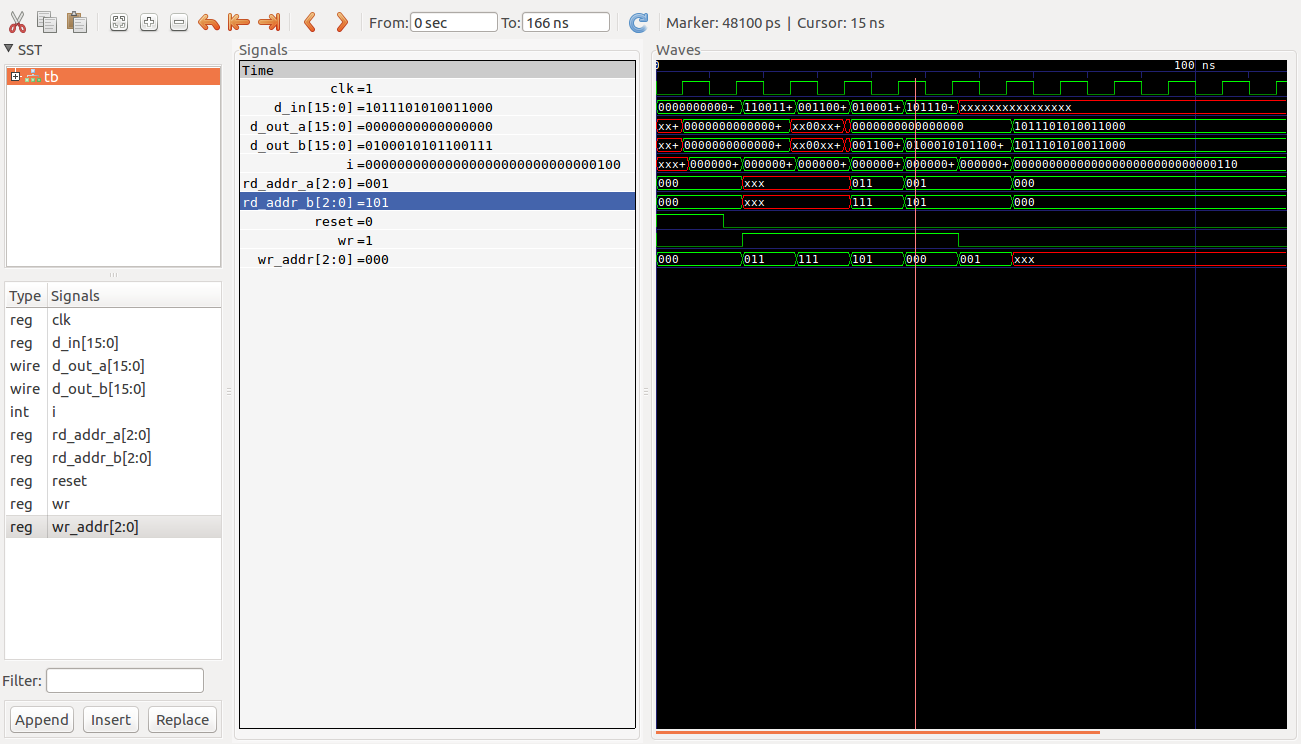 From: 0 sec To: 166 ns Marker: 48100 ps | Cursor: 15 ns
SST
tb
Type Signals
reg clk
reg d_in[15:0]
wire d_out_a[15:0]
wire d_out_b[15:0]
int i
reg rd_addr_a[2:0]
reg rd_addr_b[2:0]
reg reset
reg wr
reg wr_addr[2:0]
Filter:
Append Insert Replace
Signals
Time
clk=1
d_in[15:0]=1011101010011000
d_out_a[15:0]=0000000000000000
d_out_b[15:0]=0100010101100111
i=00000000000000000000000000000100
rd_addr_a[2:0]=001
rd_addr_b[2:0]=101
reset=0
wr=1
wr_addr[2:0]=000
Waves
0 100 ns
0000000000+ 110011+ 001100+ 010001+ 101110+ xxxxxxxxxxxxxxxx
xx+ 0000000000000+ xx00xx+ 0000000000000000 1011101010011000
xx+ 0000000000000+ xx00xx+ 001100+ 0100010101100+ 1011101010011000
xxx+ 000000+ 000000+ 000000+ 000000+ 000000+ 000000+ 00000000000000000000000000000110
000 xxx 011 001 000
000 xxx 111 101 000
000 011 111 101 000 001 xxx